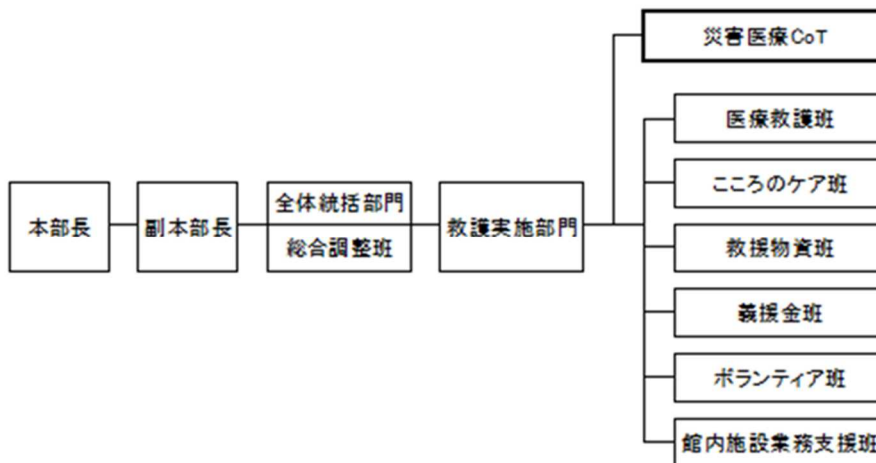 災害医療CoT
医療救護班
こころのケア班
本部長
副本部長
全体統括部門
総合調整班
救護実施部門
救援物資班
義援金班
ボランティア班
館内施設業務支援班